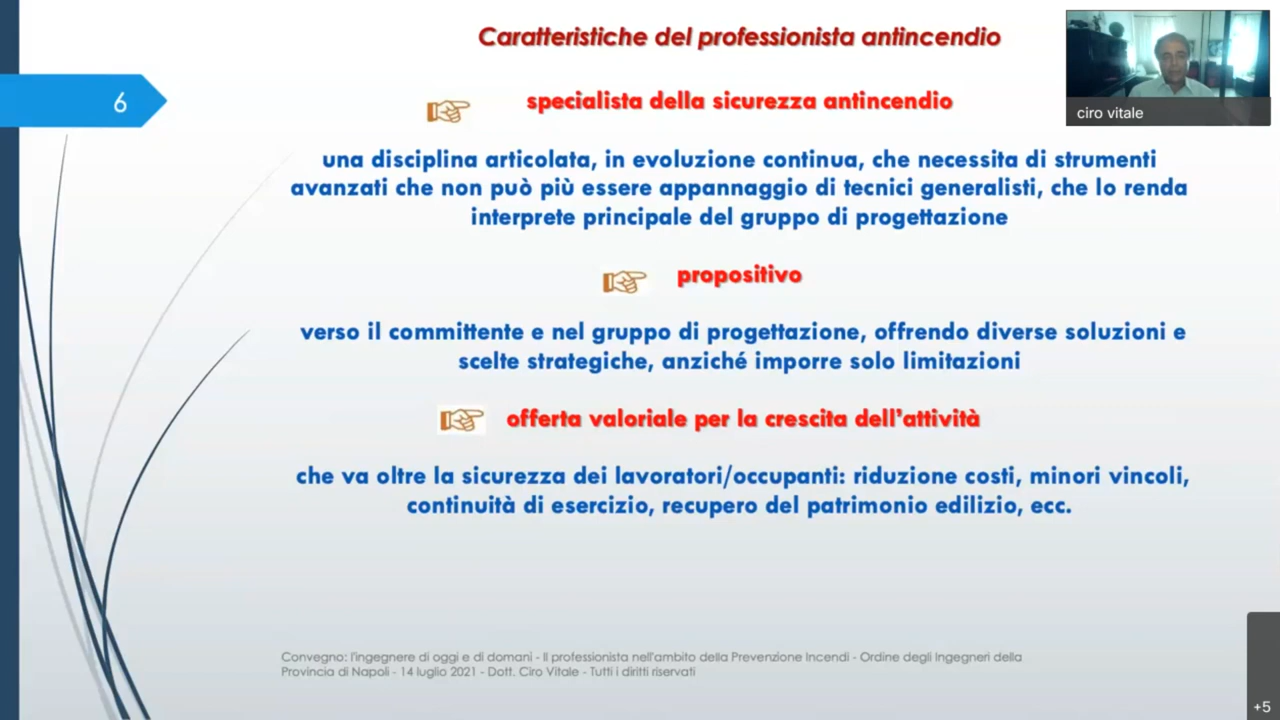 Caratteristiche del professionista antincendio
ciro vitale
6
specialista della sicurezza antincendio
una disciplina articolata, in evoluzione continua, che necessita di strumenti
avanzati che non può più essere appannaggio di tecnici generalisti, che lo renda
interprete principale del gruppo di progettazione
propositivo
verso il committente e nel gruppo di progettazione, offrendo diverse soluzioni e
scelte strategiche, anziché imporre solo limitazioni
offerta valoriale per la crescita dell'attività
che va oltre la sicurezza dei lavoratori/occupanti: riduzione costi, minori vincoli,
continuità di esercizio, recupero del patrimonio edilizio, ecc.
Convegno: l'ingegnere di oggi e di domani - Il professionista nell'ambito della Prevenzione Incendi - Ordine degli Ingegneri della
Provincia di Napoli - 14 luglio 2021 - Dott. Ciro Vitale - Tutti i diritti riservati
+5